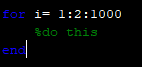 for i= 1:2:1000
%do this
end